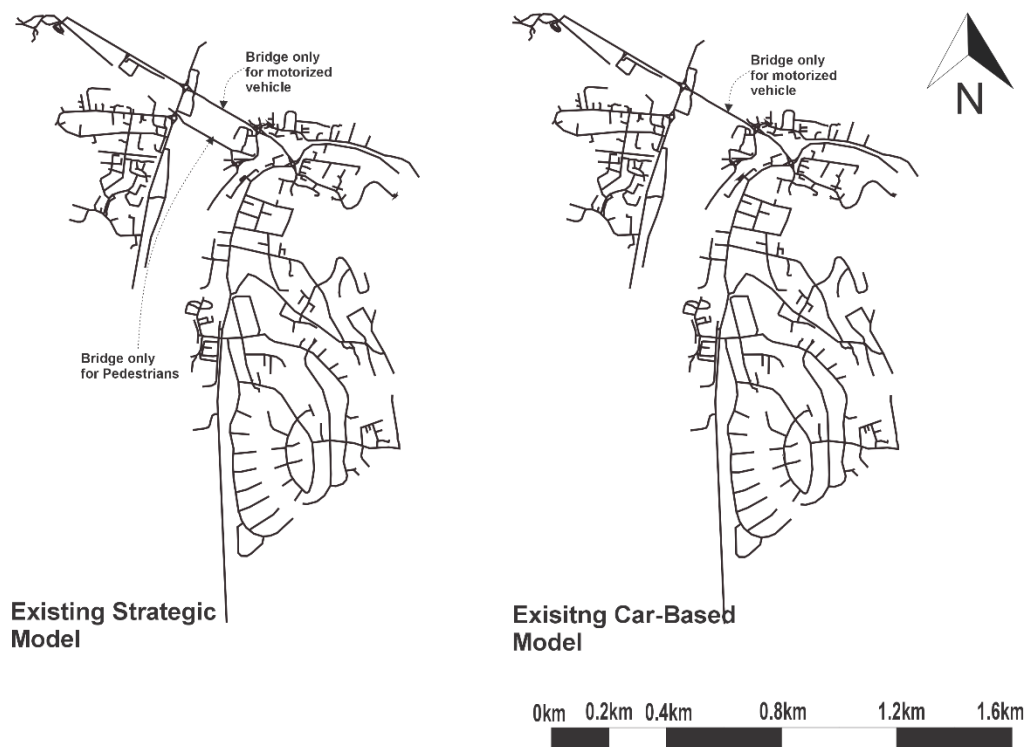 Bridge only
for motorized
vehicle
Bridge only
for Pedestrians
Existing Strategic
Model
Bridge only
for motorized
vehicle
N
Exisitng Car-Based
Model
0km 0.2km 0.4km 0.8km 1.2km 1.6km